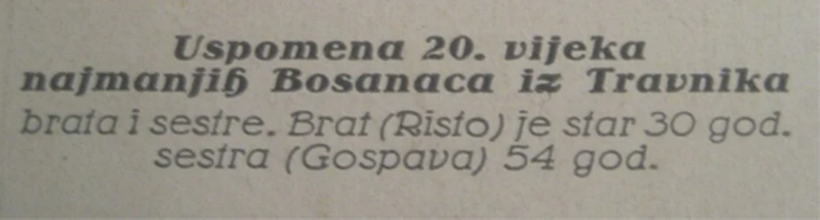 Uspomena 20. vijeka
najmanjih Bosanaca iz Travnika
brata i sestre. Brat (Risto) je star 30 god.
sestra (Gospava) 54 god.